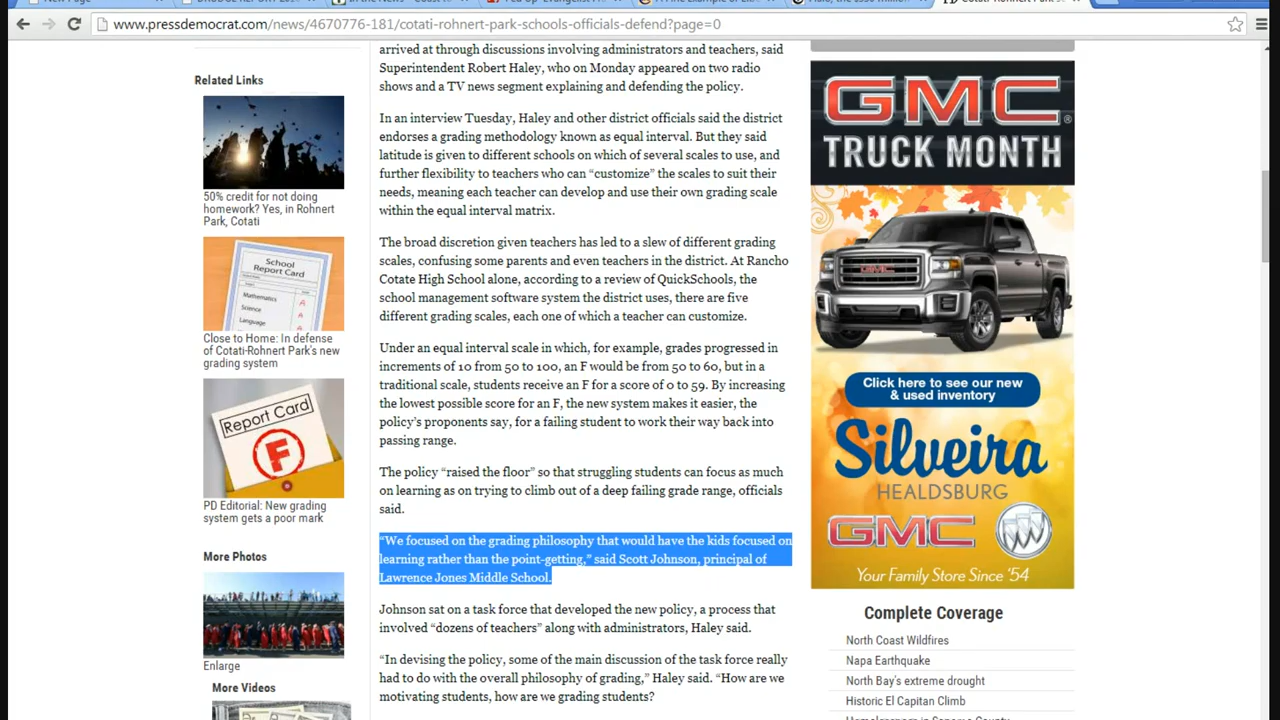 www.pressdemocrat.com/news/4670776-181/cotati-rohnert-park-schools-officials-defend?page=0
Related Links
50% credit for not doing
homework? Yes, in Rohnert
Park, Cotati
School
Report Card
Mathematics
Science
Language
A
A
Close to Home: In defense
of Cotati-Rohnert Park's new
grading system
Report Card
F
PD Editorial: New grading
system gets a poor mark
More Photos
Enlarge
More Videos
arrived at through discussions involving administrators and teachers, said
Superintendent Robert Haley, who on Monday appeared on two radio
shows and a TV news segment explaining and defending the policy.
In an interview Tuesday, Haley and other district officials said the district
endorses a grading methodology known as equal interval. But they said
latitude is given to different schools on which of several scales to use, and
further flexibility to teachers who can “customize” the scales to suit their
needs, meaning each teacher can develop and use their own grading scale
within the equal interval matrix.
The broad discretion given teachers has led to a slew of different grading
scales, confusing some parents and even teachers in the district. At Rancho
Cotate High School alone, according to a review of QuickSchools, the
school management software system the district uses, there are five
different grading scales, each one of which a teacher can customize.
Under an equal interval scale in which, for example, grades progressed in
increments of 10 from 50 to 100, an F would be from 50 to 60, but in a
traditional scale, students receive an F for a score of 0 to 59. By increasing
the lowest possible score for an F, the new system makes it easier, the
policy’s proponents say, for a failing student to work their way back into
passing range.
The policy “raised the floor” so that struggling students can focus as much
on learning as on trying to climb out of a deep failing grade range, officials
said.
“We focused on the grading philosophy that would have the kids focused on
learning rather than the point-getting,” said Scott Johnson, principal of
Lawrence Jones Middle School.
Johnson sat on a task force that developed the new policy, a process that
involved “dozens of teachers” along with administrators, Haley said.
“In devising the policy, some of the main discussion of the task force really
had to do with the overall philosophy of grading,” Haley said. “How are we
motivating students, how are we grading students?
GMC
TRUCK MONTH
GMC
Click here to see our new
& used inventory
Silveira
HEALDSBURG
GMC
Your Family Store Since '54
Complete Coverage
North Coast Wildfires
Napa Earthquake
North Bay's extreme drought
Historic El Capitan Climb